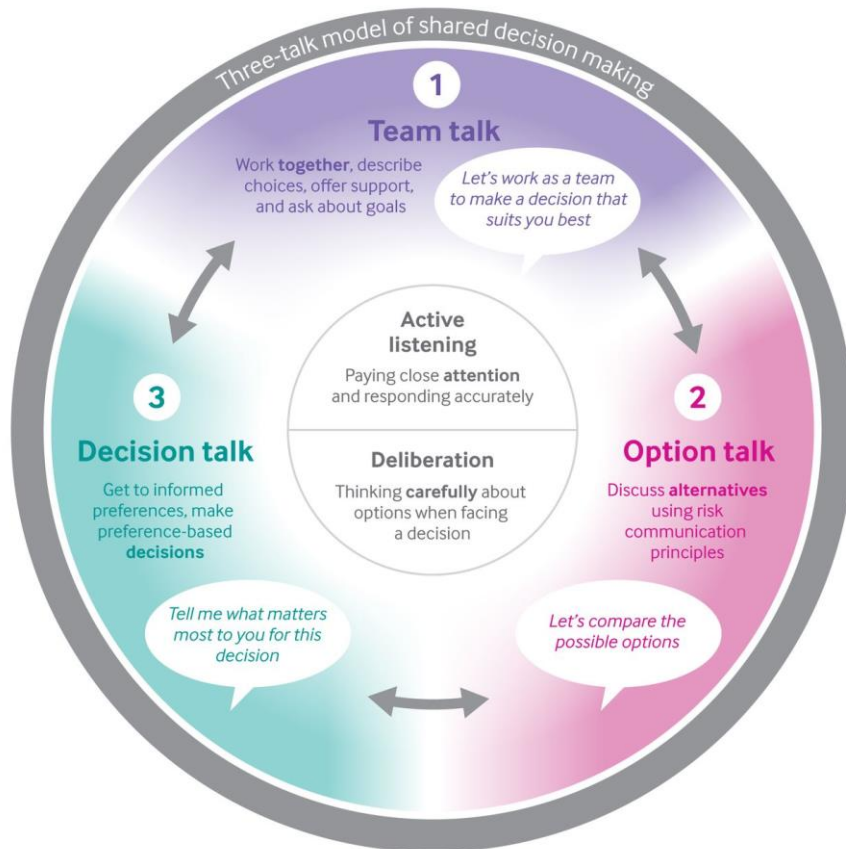 Three-talk model of shared decision making
1
Team talk
Work together, describe
choices, offer support,
and ask about goals
Let’s work as a team
to make a decision that
suits you best
Active
listening
Paying close attention
and responding accurately
Deliberation
Thinking carefully about
options when facing
a decision
2
Option talk
Discuss alternatives
using risk
communication
principles
Let’s compare the
possible options
3
Decision talk
Get to informed
preferences, make
preference-based
decisions
Tell me what matters
most to you for this
decision